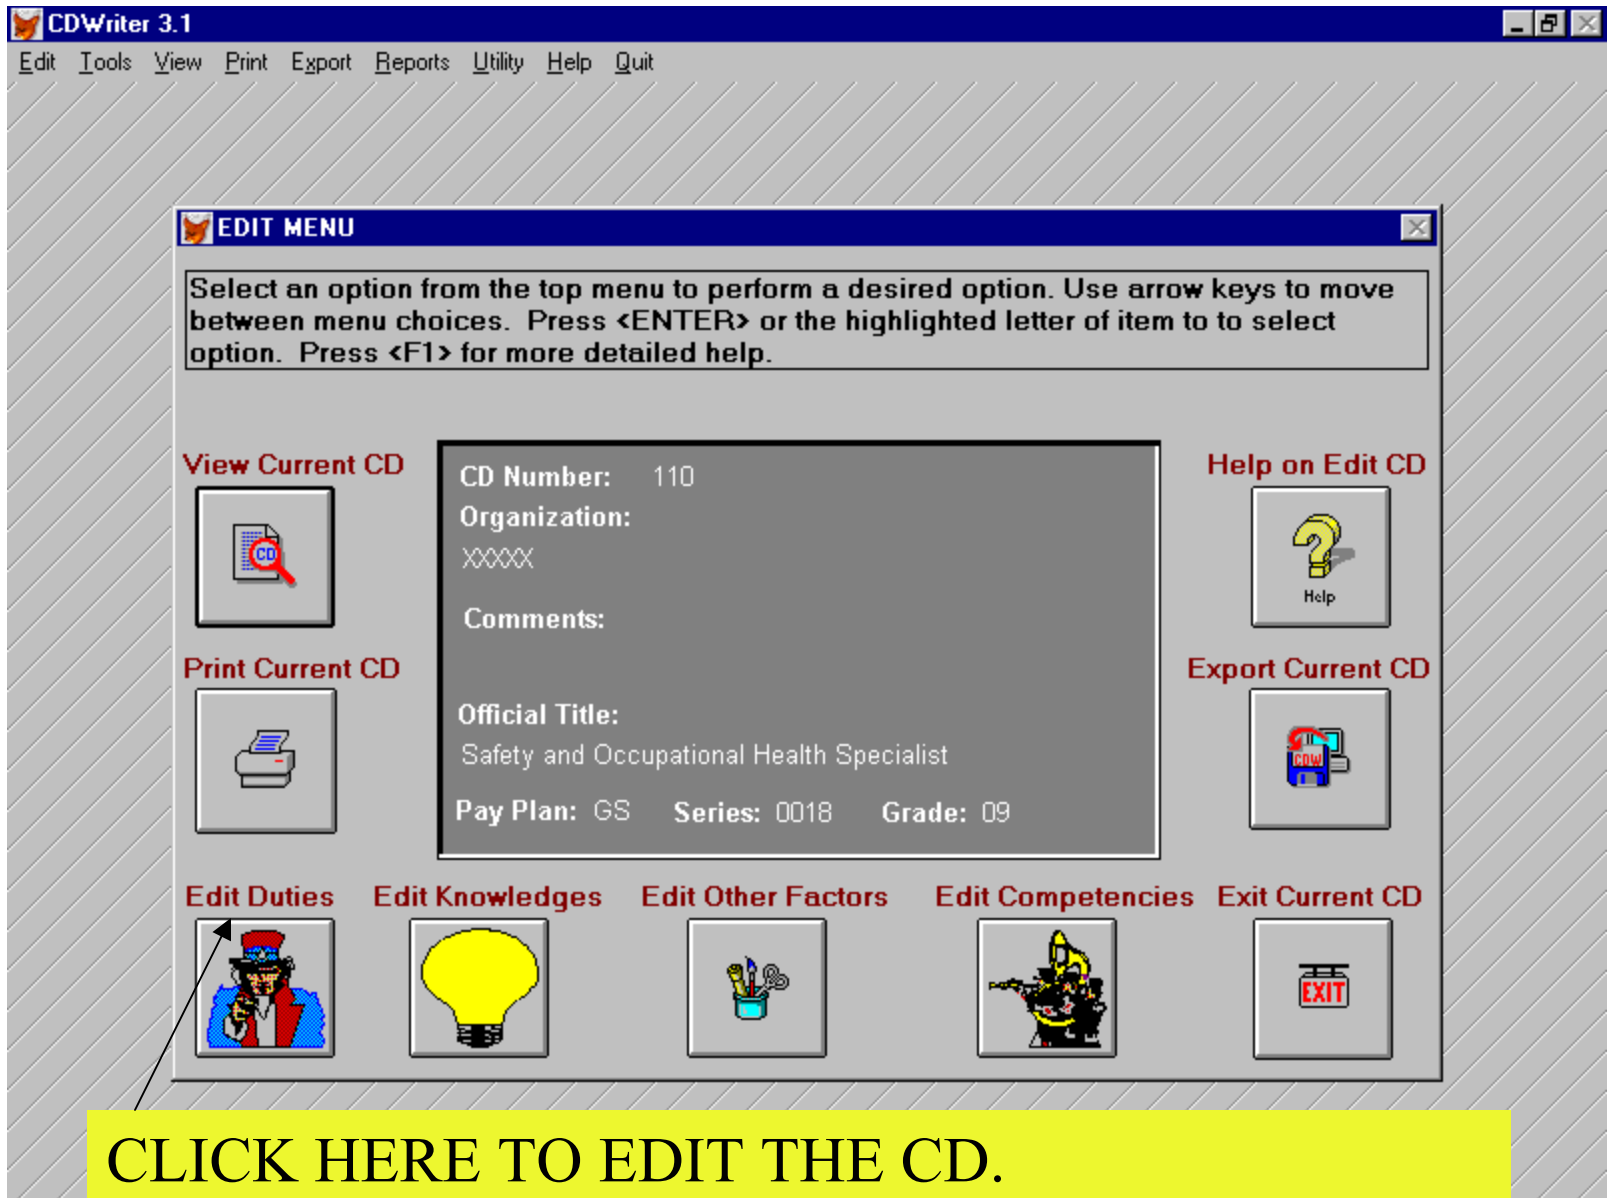 CDWriter 3.1
Edit Tools View Print Export Reports Utility Help Quit
EDIT MENU
Select an option from the top menu to perform a desired option. Use arrow keys to move
between menu choices. Press <ENTER> or the highlighted letter of item to to select
option. Press <F1> for more detailed help.
View Current CD
CD
Print Current CD
CD Number: 110
Organization:
XXXXX
Comments:
Official Title:
Safety and Occupational Health Specialist
Pay Plan: GS Series: 0018 Grade: 09
Help on Edit CD
Help
Export Current CD
CDW
Edit Duties Edit Knowledges Edit Other Factors Edit Competencies Exit Current CD
EXIT
CLICK HERE TO EDIT THE CD.